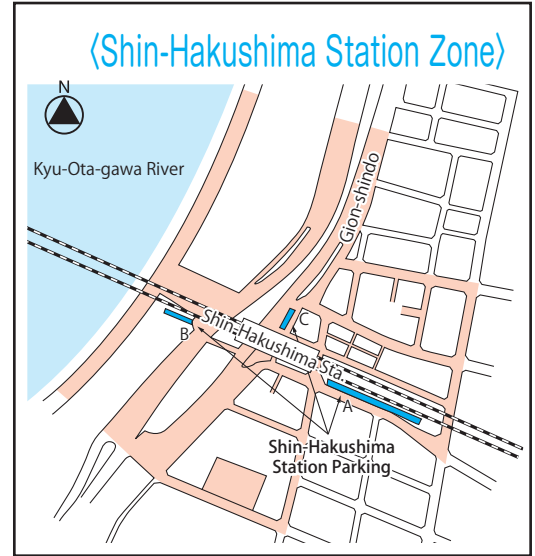 〈Shin-Hakushima Station Zone〉
N
Kyu-Ota-gawa River
Gion-shindo
Shin-Hakushima Sta.
C
B
A
Shin-Hakushima
Station Parking